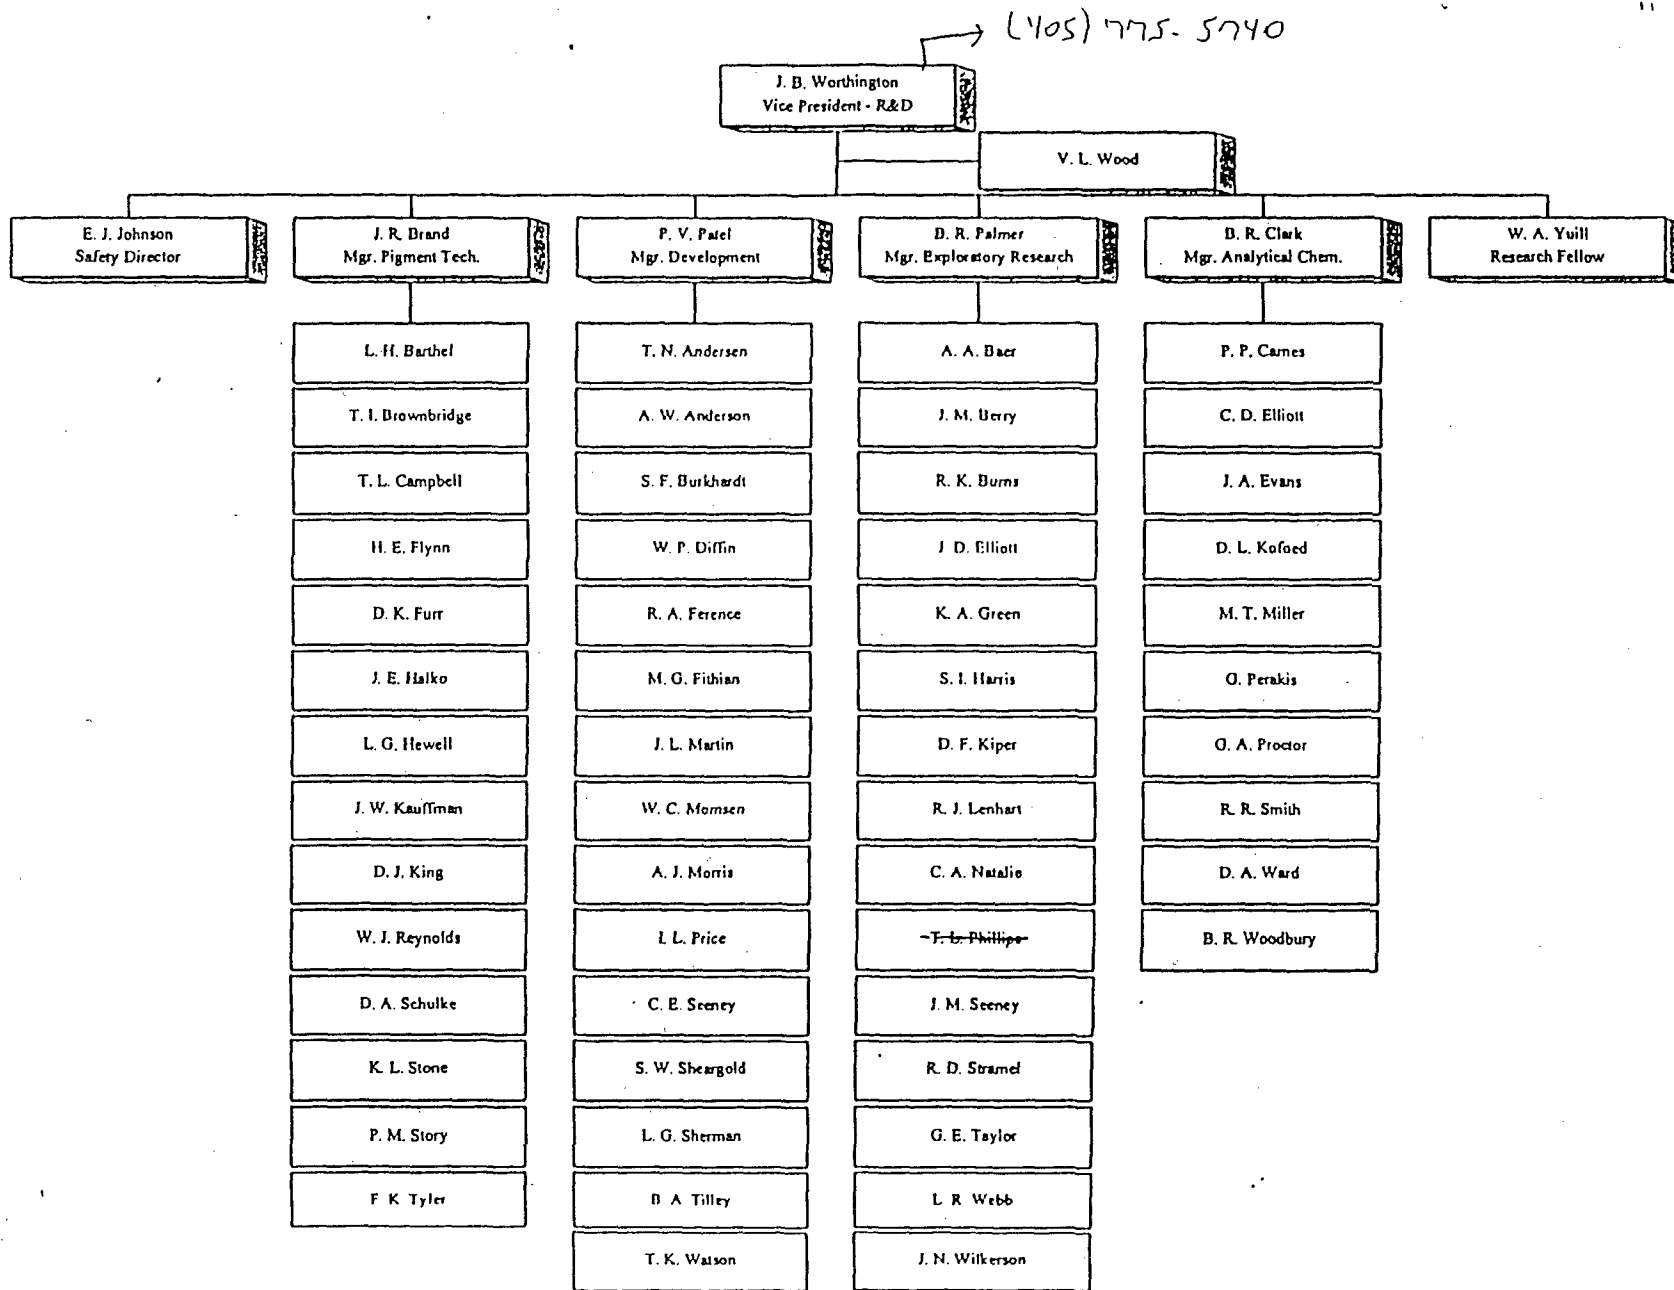 (405) 775-5740
J. B. Worthington
Vice President - R&D
V. L. Wood
E. J. Johnson
Safety Director
J. R. Brand
Mgr. Pigment Tech.
P. V. Patel
Mgr. Development
B. R. Palmer
Mgr. Exploratory Research
B. R. Clark
Mgr. Analytical Chem.
W. A. Yuill
Research Fellow
L. H. Barthel
T. I. Brownbridge
T. L. Campbell
H. E. Flynn
D. K. Furr
J. E. Halko
L. G. Hewell
J. W. Kauffman
D. J. King
W. J. Reynolds
D. A. Schulke
K. L. Stone
P. M. Story
F K Tyler
T. N. Andersen
A. W. Anderson
S. F. Burkhardt
W. P. Diffin
R. A. Ference
M. G. Fithian
J. L. Martin
W. C. Momsen
A. J. Morris
I. L. Price
C. E. Seeney
S. W. Sheargold
L. G. Sherman
B A Tilley
T. K. Watson
A. A. Baer
J. M. Berry
R. K. Burns
J D. Elliott
K. A. Green
S. I. Harris
D. F. Kiper
R. J. Lenhart
C. A. Natalie
T. L. Phillips
J. M. Seeney
R. D. Stramel
G. E. Taylor
L R Webb
J. N. Wilkerson
P. P. Carnes
C. D. Elliott
J. A. Evans
D. L. Kofoed
M. T. Miller
G. Perakis
G. A. Proctor
R. R. Smith
D. A. Ward
B. R. Woodbury